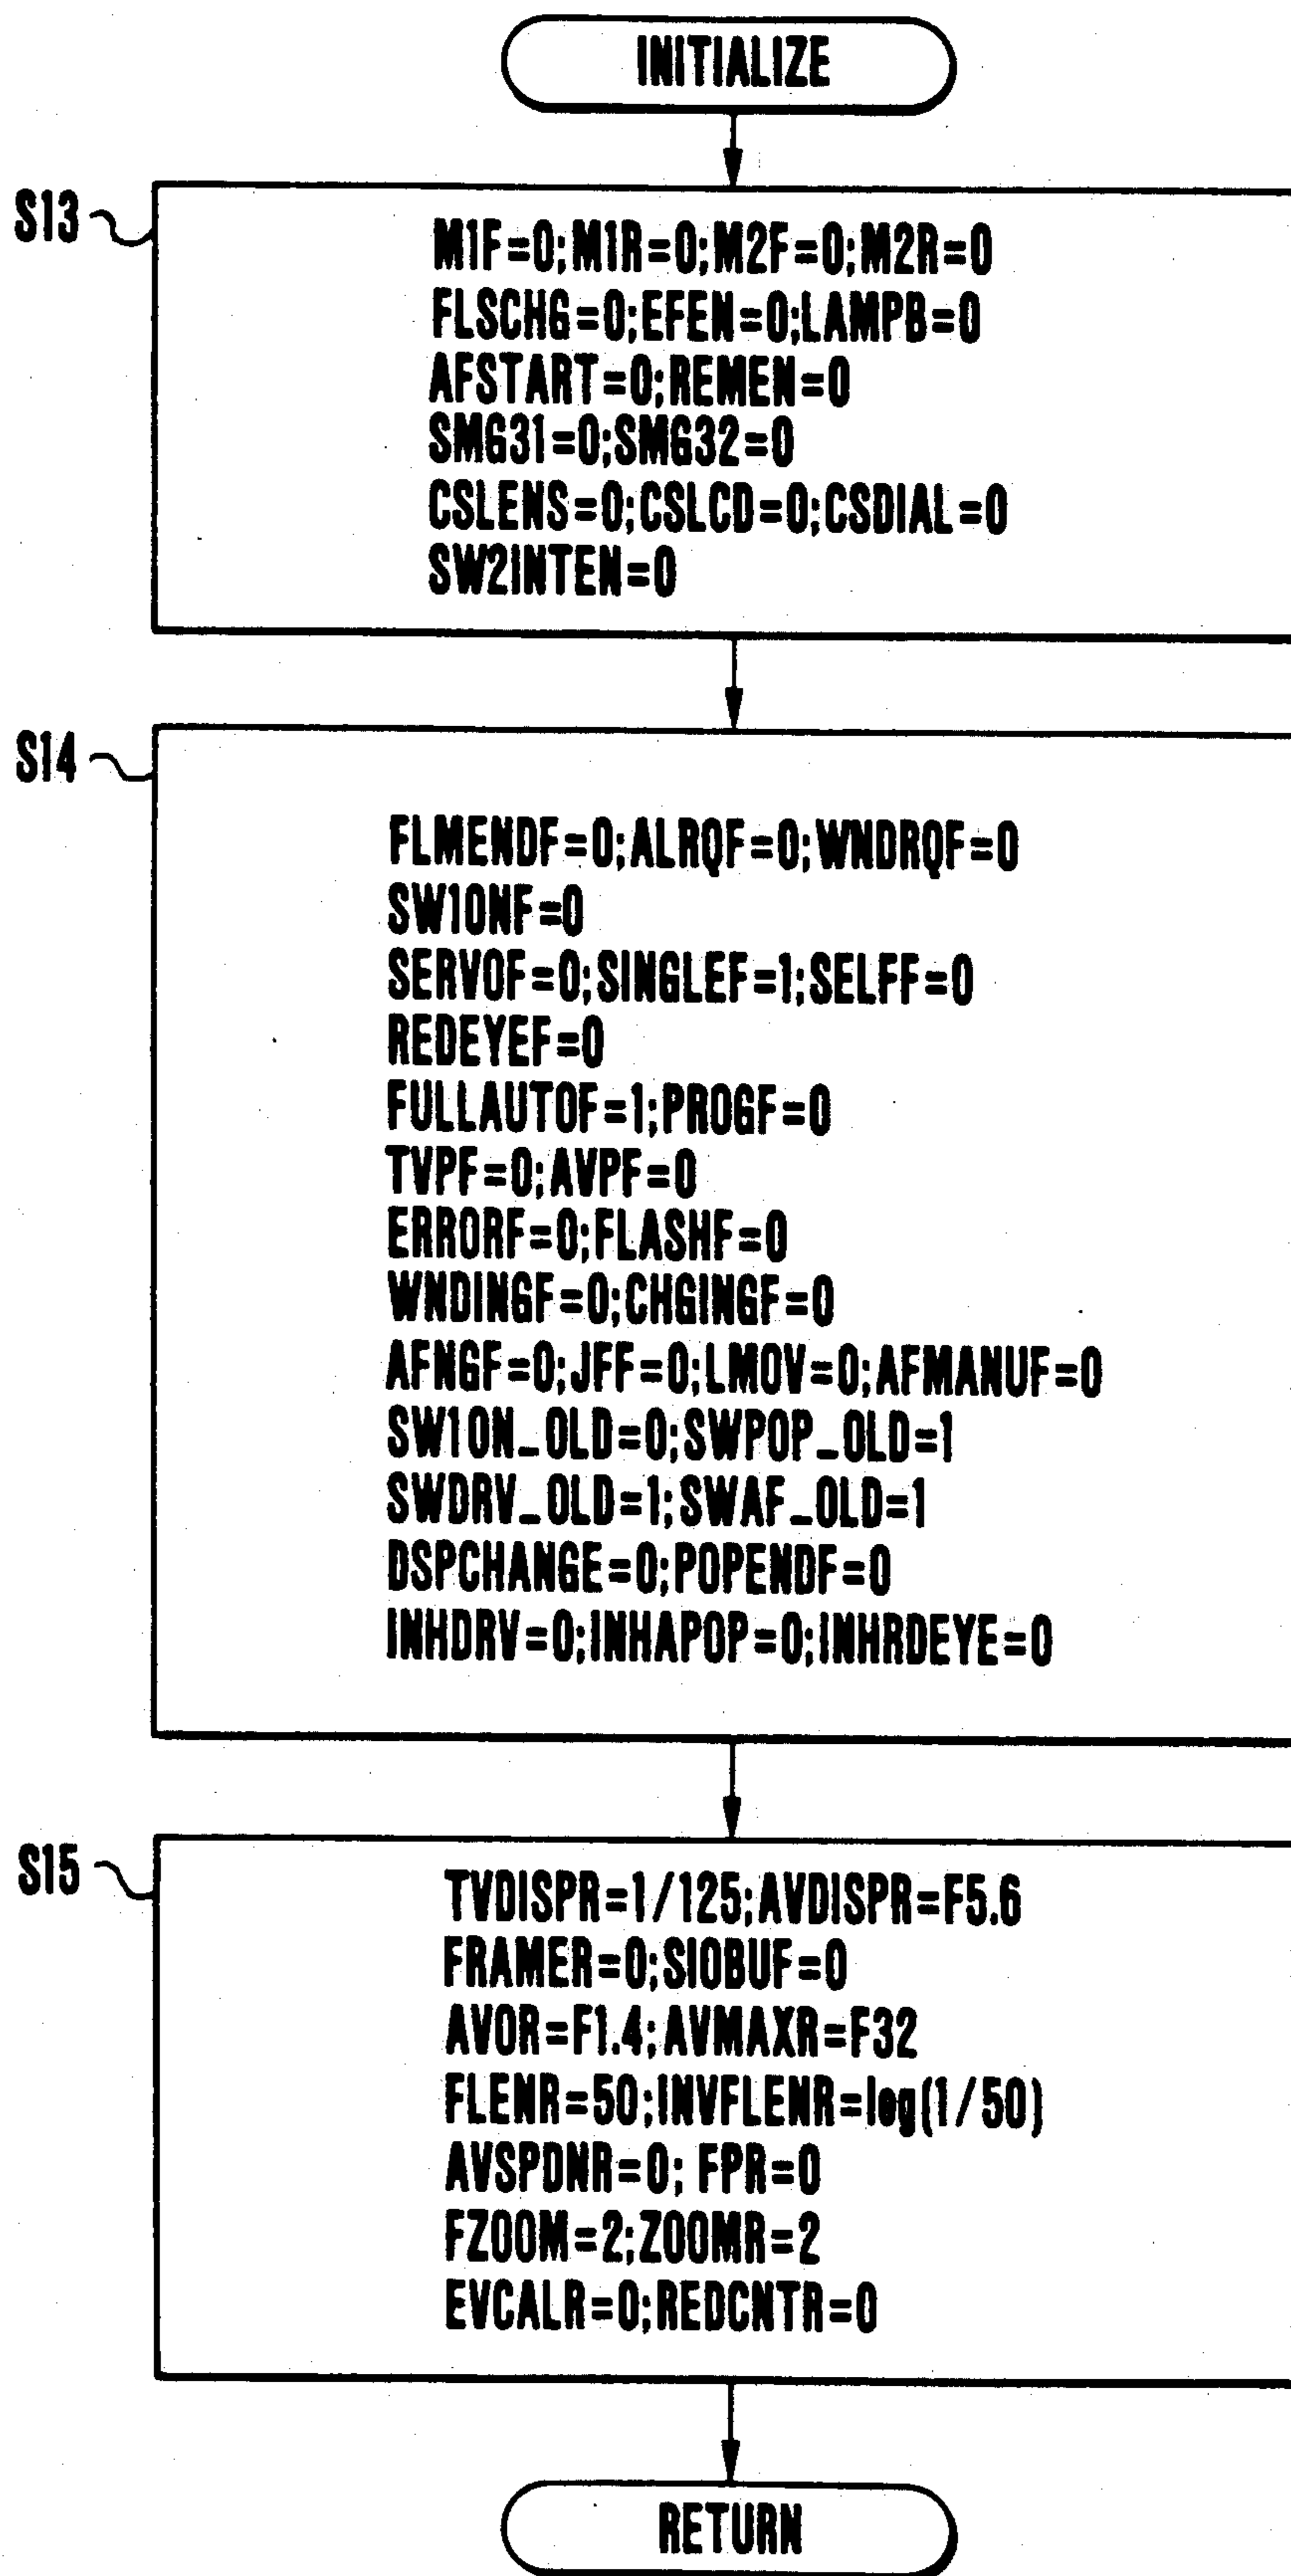 INITIALIZE
S13
M1F=0;M1R=0;M2F=0;M2R=0
FLSCHG=0;EFEN=0;LAMPB=0
AFSTART=0;REMEN=0
SMG31=0;SMG32=0
CSLENS=0;CSLCD=0;CSDIAL=0
SW2INTEN=0
S14
FLMENDF=0;ALRQF=0;WNDRQF=0
SW1ONF=0
SERVOF=0;SINGLEF=1;SELFF=0
REDEYEF=0
FULLAUTOF=1;PROGF=0
TVPF=0;AVPF=0
ERRORF=0;FLASHF=0
WNDINGF=0;CHGINGF=0
AFNGF=0;JFF=0;LMOV=0;AFMANUF=0
SW1ON_OLD=0;SWPOP_OLD=1
SWDRV_OLD=1;SWAF_OLD=1
DSPCHANGE=0;POPENDF=0
INHDRV=0;INHAPOP=0;INHRDEYE=0
S15
TVDISPR=1/125;AVDISPR=F5.6
FRAMER=0;SIOBUF=0
AVOR=F1.4;AVMAXR=F32
FLENR=50;INVFLENR=log(1/50)
AVSPDNR=0; FPR=0
FZOOM=2;ZOOMR=2
EVCALR=0;REDCNTR=0
RETURN